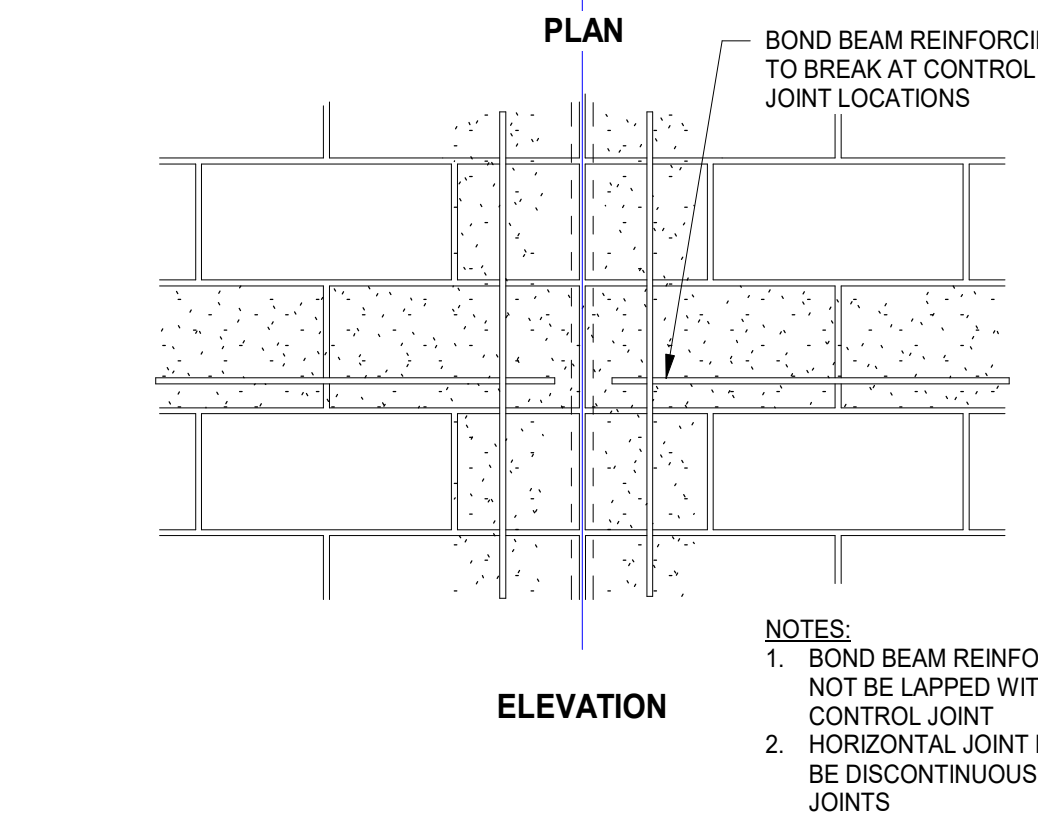 PLAN
BOND BEAM REINFORCI
TO BREAK AT CONTROL
JOINT LOCATIONS
NOTES:
1. BOND BEAM REINFO
NOT BE LAPPED WIT
CONTROL JOINT
2. HORIZONTAL JOINT
BE DISCONTINUOUS
JOINTS
ELEVATION